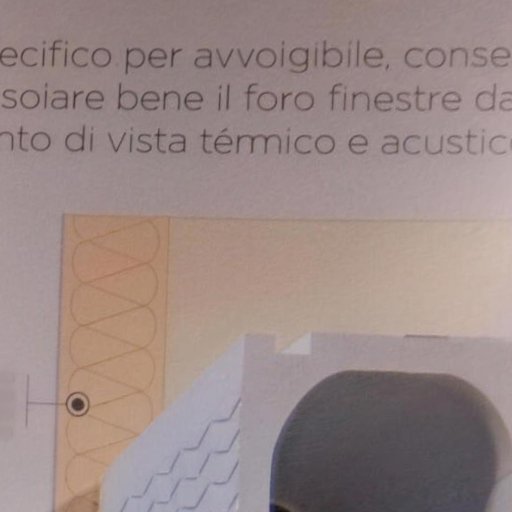 ecifico per avvoigibile, conse
soiare bene il foro finestre da
nto di vista térmico e acustic